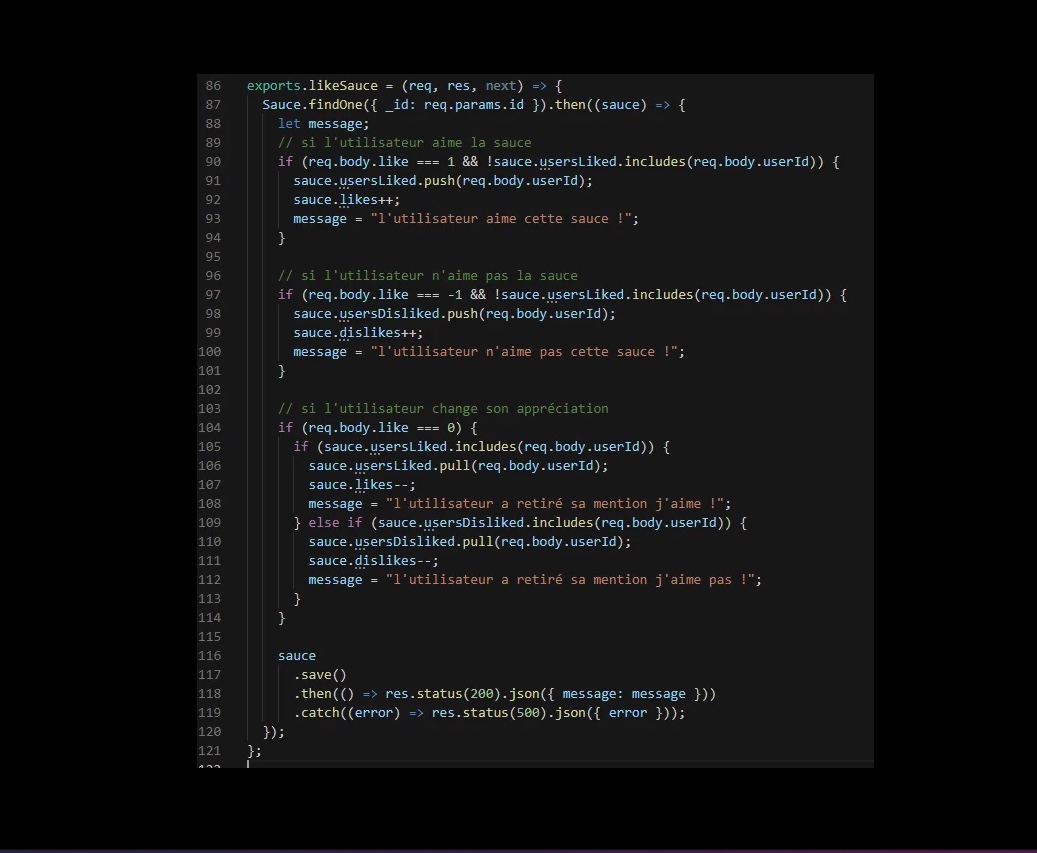 86 exports.likeSauce = (req, res, next) => {
87 Sauce.findOne({ _id: req.params.id }).then((sauce) => {
88 let message;
89 // si l'utilisateur aime la sauce
90 if (req.body.like === 1 && !sauce.usersLiked.includes(req.body.userId)) {
91 sauce.usersLiked.push(req.body.userId);
92 sauce.likes++;
93 message = "l'utilisateur aime cette sauce !";
94 }
95
96 // si l'utilisateur n'aime pas la sauce
97 if (req.body.like === -1 && !sauce.usersLiked.includes(req.body.userId)) {
98 sauce.usersDisliked.push(req.body.userId);
99 sauce.dislikes++;
100 message = "l'utilisateur n'aime pas cette sauce !";
101 }
102
103 // si l'utilisateur change son appréciation
104 if (req.body.like === 0) {
105 if (sauce.usersLiked.includes(req.body.userId)) {
106 sauce.usersLiked.pull(req.body.userId);
107 sauce.likes--;
108 message = "l'utilisateur a retiré sa mention j'aime !";
109 } else if (sauce.usersDisliked.includes(req.body.userId)) {
110 sauce.usersDisliked.pull(req.body.userId);
111 sauce.dislikes--;
112 message = "l'utilisateur a retiré sa mention j'aime pas !";
113 }
114 }
115
116 sauce
117 .save()
118 .then(() => res.status(200).json({ message: message }))
119 .catch((error) => res.status(500).json({ error }));
120 });
121 };